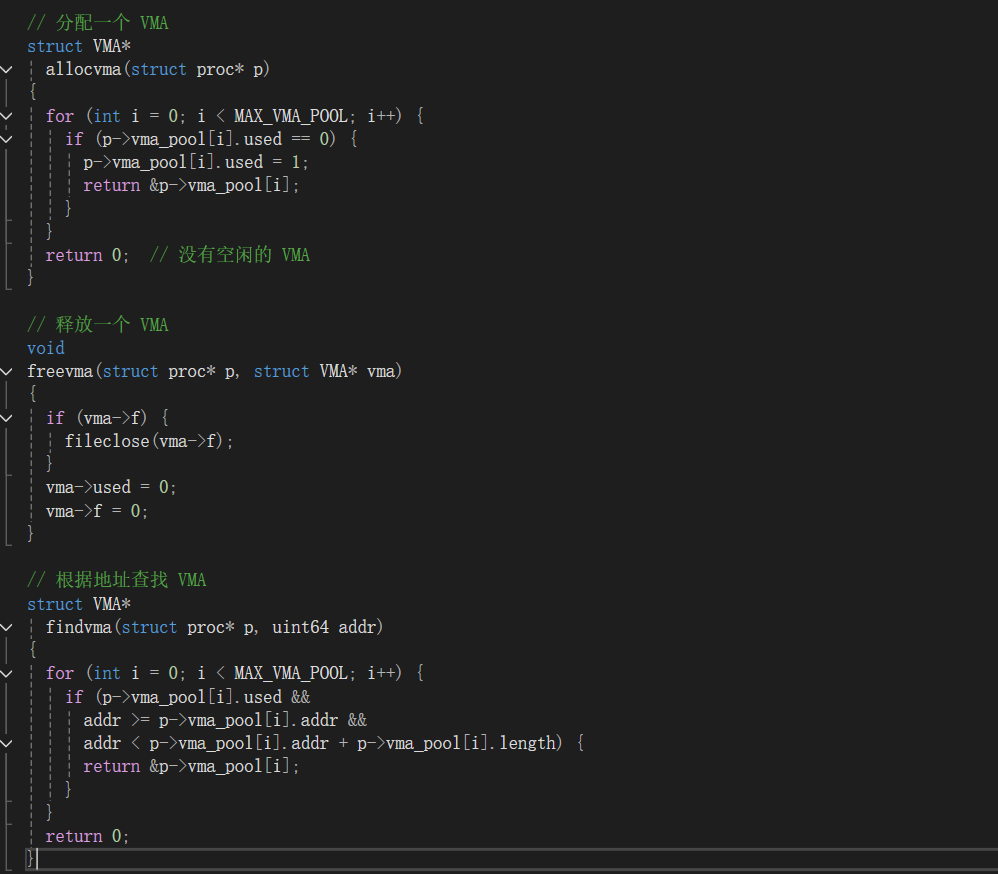 // 分配一个 VMA
struct VMA*
allocvma(struct proc* p)
{
for (int i = 0; i < MAX_VMA_POOL; i++) {
if (p->vma_pool[i].used == 0) {
p->vma_pool[i].used = 1;
return &p->vma_pool[i];
}
}
return 0;  // 没有空闲的 VMA
}
// 释放一个 VMA
void
freevma(struct proc* p, struct VMA* vma)
{
if (vma->f) {
fileclose(vma->f);
}
vma->used = 0;
vma->f = 0;
}
// 根据地址查找 VMA
struct VMA*
findvma(struct proc* p, uint64 addr)
{
for (int i = 0; i < MAX_VMA_POOL; i++) {
if (p->vma_pool[i].used &&
addr >= p->vma_pool[i].addr &&
addr < p->vma_pool[i].addr + p->vma_pool[i].length) {
return &p->vma_pool[i];
}
}
return 0;
}